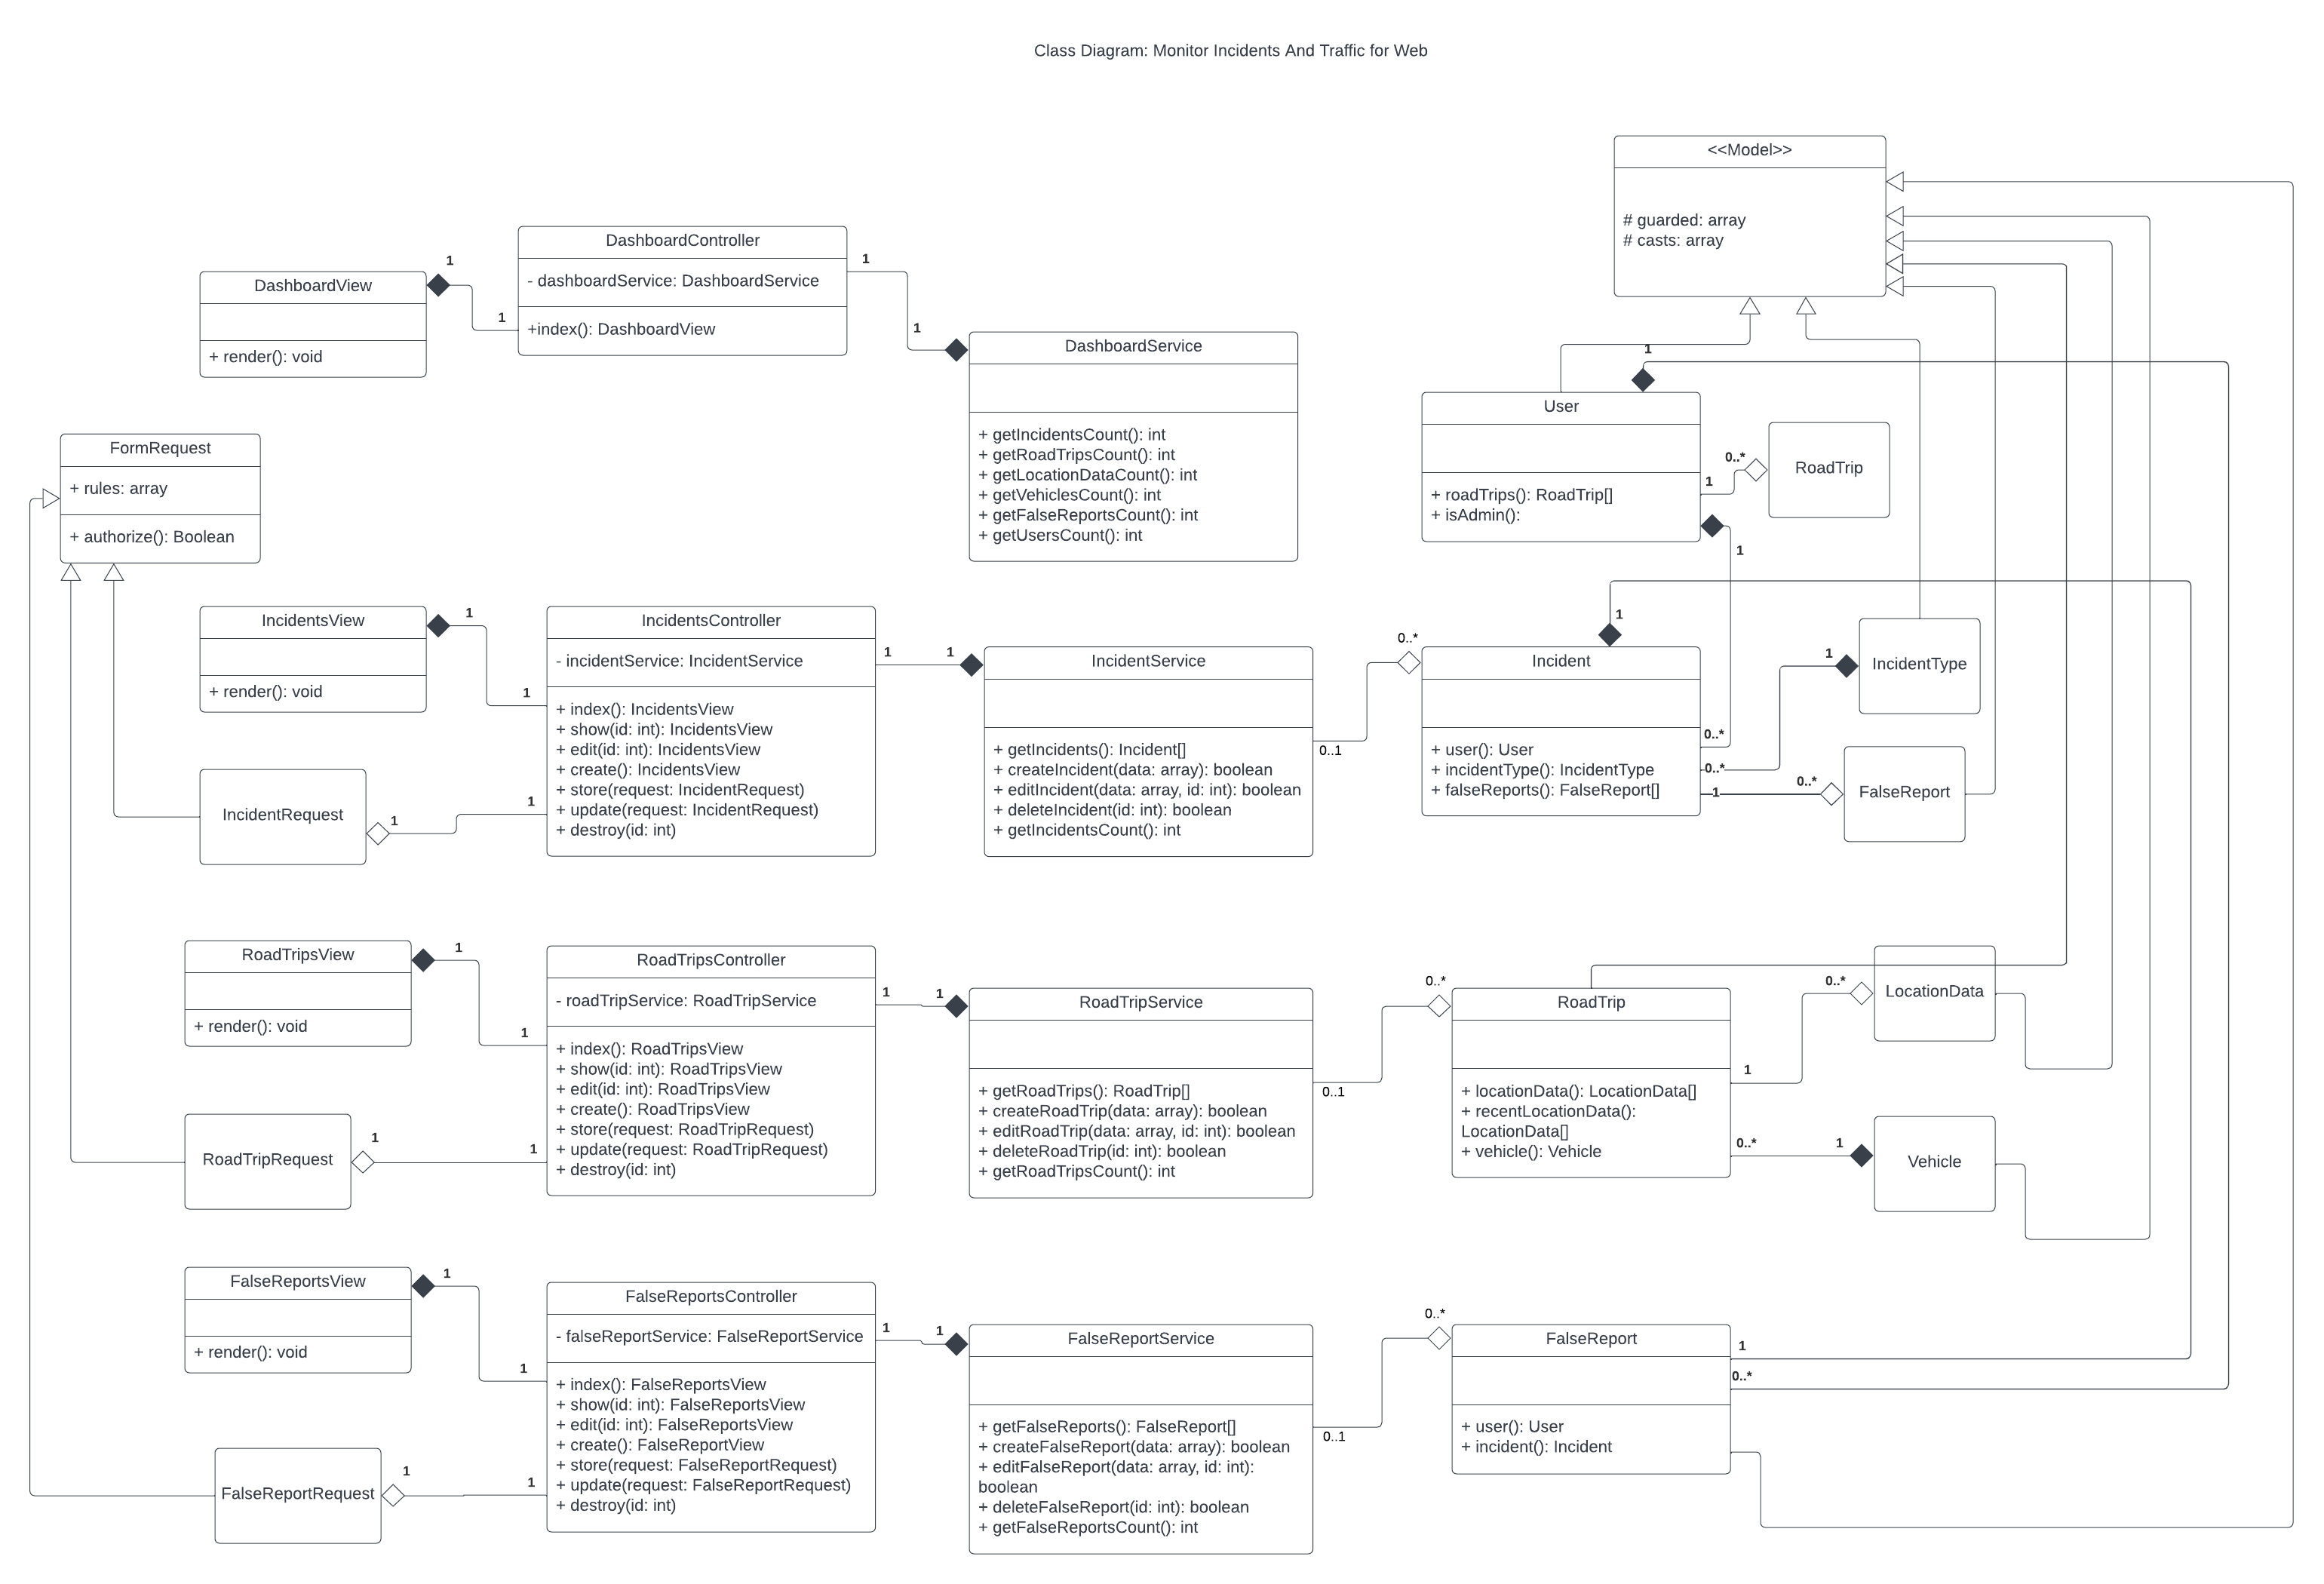 Class Diagram: Monitor Incidents And Traffic for Web
<<Model>>
# guarded: array
# casts: array
DashboardController
- dashboardService: DashboardService
+index(): DashboardView
1
1
1
1
DashboardView
+ render(): void
DashboardService
+ getIncidentsCount(): int
+ getRoadTripsCount(): int
+ getLocationDataCount(): int
+ getVehiclesCount(): int
+ getFalseReportsCount(): int
+ getUsersCount(): int
1
User
+ roadTrips(): RoadTrip[]
+ isAdmin():
1
0..*
RoadTrip
1
FormRequest
+ rules: array
+ authorize(): Boolean
IncidentsView
+ render(): void
1
1
IncidentsController
- incidentService: IncidentService
+ index(): IncidentsView
+ show(id: int): IncidentsView
+ edit(id: int): IncidentsView
+ create(): IncidentsView
+ store(request: IncidentRequest)
+ update(request: IncidentRequest)
+ destroy(id: int)
IncidentRequest
1
1
1
1
IncidentService
+ getIncidents(): Incident[]
+ createIncident(data: array): boolean
+ editIncident(data: array, id: int): boolean
+ deleteIncident(id: int): boolean
+ getIncidentsCount(): int
0..1
0..*
1
Incident
+ user(): User
+ incidentType(): IncidentType
+ falseReports(): FalseReport[]
0..*
0..*
1
1
IncidentType
0..*
FalseReport
RoadTripsView
+ render(): void
1
1
RoadTripsController
- roadTripService: RoadTripService
+ index(): RoadTripsView
+ show(id: int): RoadTripsView
+ edit(id: int): RoadTripsView
+ create(): RoadTripsView
+ store(request: RoadTripRequest)
+ update(request: RoadTripRequest)
+ destroy(id: int)
RoadTripRequest
1
1
1
1
RoadTripService
+ getRoadTrips(): RoadTrip[]
+ createRoadTrip(data: array): boolean
+ editRoadTrip(data: array, id: int): boolean
+ deleteRoadTrip(id: int): boolean
+ getRoadTripsCount(): int
0..1
0..*
RoadTrip
+ locationData(): LocationData[]
+ recentLocationData():
LocationData[]
+ vehicle(): Vehicle
1
0..*
LocationData
0..*
1
Vehicle
FalseReportsView
+ render(): void
1
1
FalseReportsController
- falseReportService: FalseReportService
+ index(): FalseReportsView
+ show(id: int): FalseReportsView
+ edit(id: int): FalseReportsView
+ create(): FalseReportView
+ store(request: FalseReportRequest)
+ update(request: FalseReportRequest)
+ destroy(id: int)
FalseReportRequest
1
1
1
1
FalseReportService
+ getFalseReports(): FalseReport[]
+ createFalseReport(data: array): boolean
+ editFalseReport(data: array, id: int):
boolean
+ deleteFalseReport(id: int): boolean
+ getFalseReportsCount(): int
0..1
0..*
FalseReport
+ user(): User
+ incident(): Incident
1
0..*